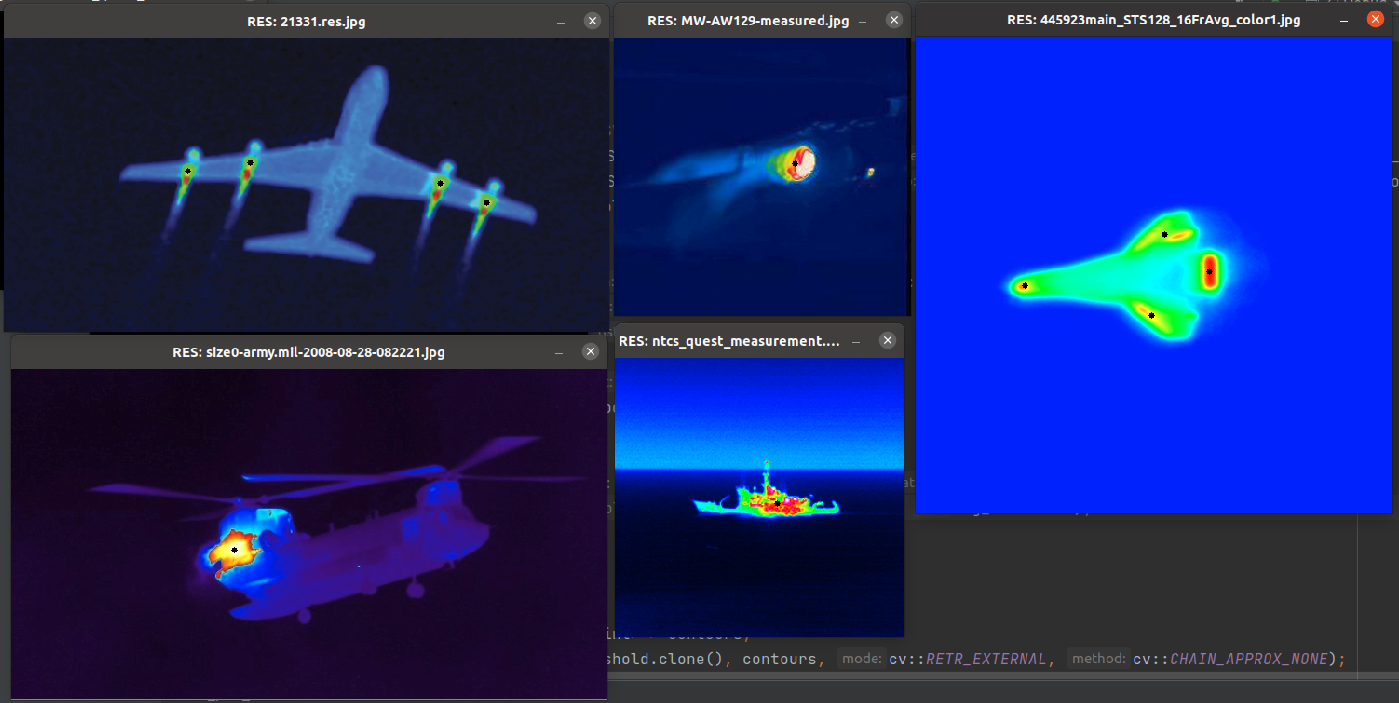 RES: 21331.res.jpg
RES: MW-AW129-measured.jpg
RES: 445923main_STS128_16FrAvg_color1.jpg
RES: size0-army.mil-2008-08-28-082221.jpg
RES: ntcs_quest_measurement....
contours,
shold.clone(), contours, mode: cv::RETR_EXTERNAL, method: cv::CHAIN_APPROX_NONE);